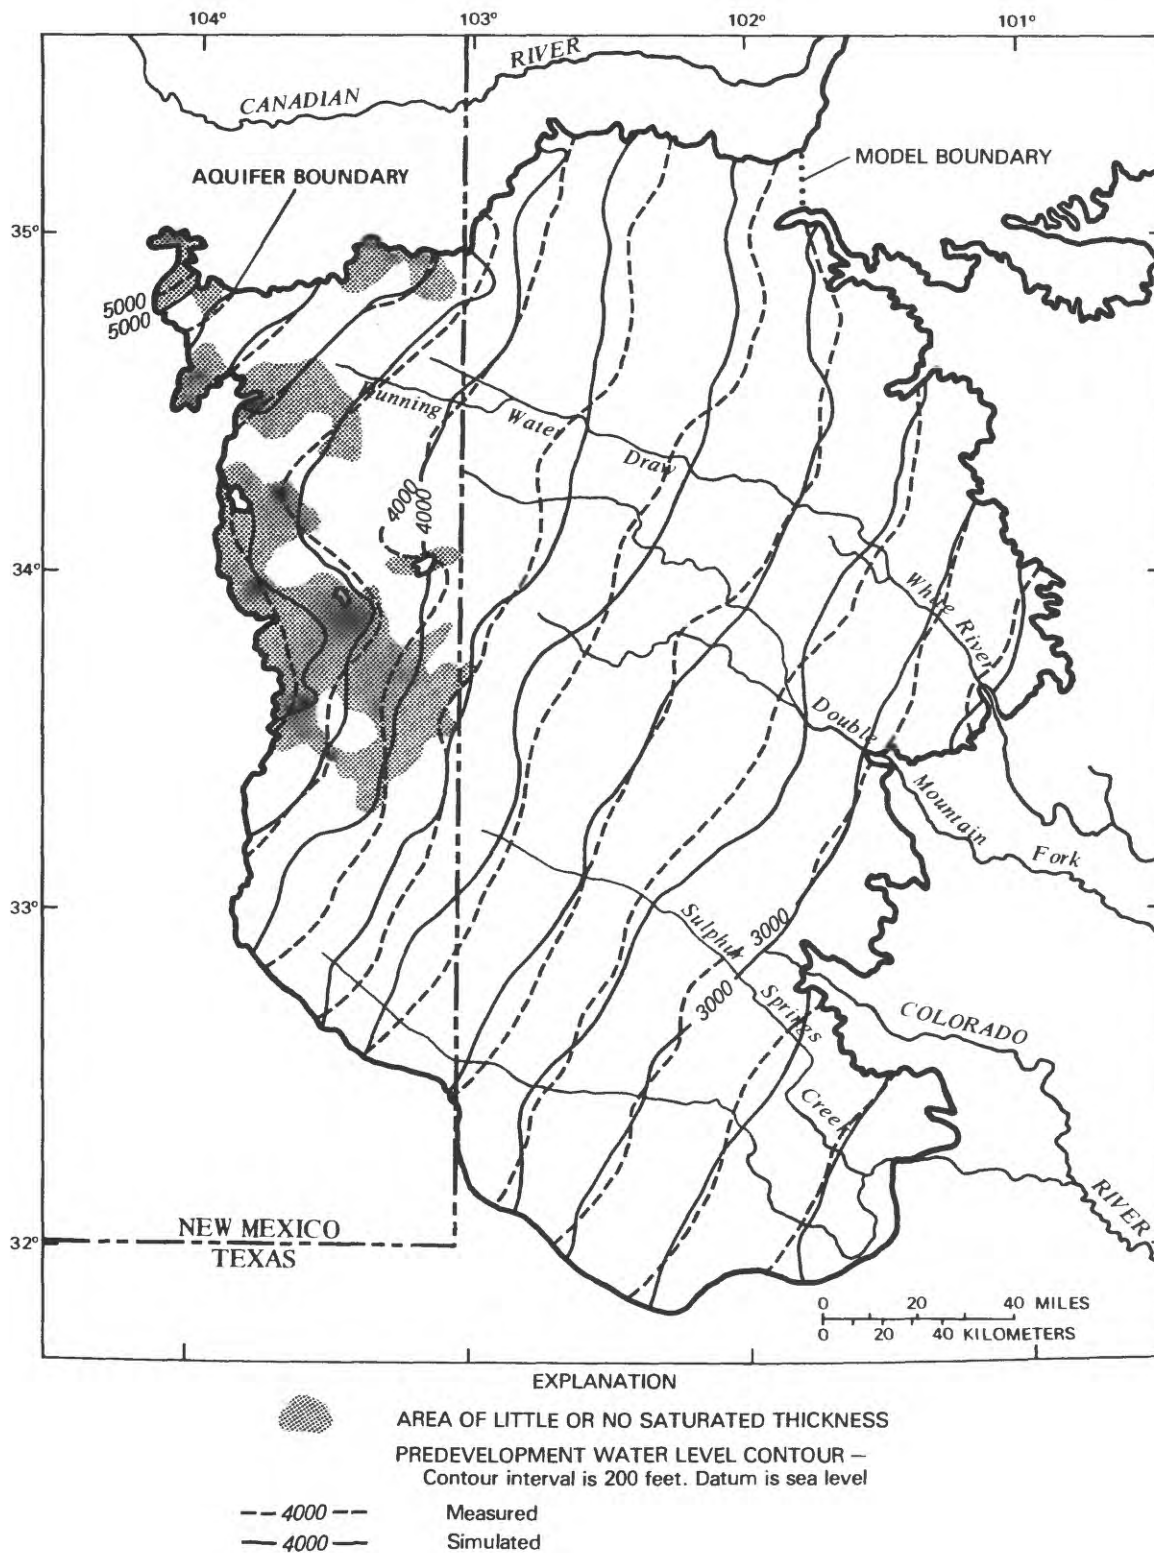 104°
103°
102°
101°
RIVER
CANADIAN
MODEL BOUNDARY
AQUIFER BOUNDARY
35°
5000
5000
Running
Water
Draw
4000
4000
34°
White River
Double
Mountain
Fork
33°
Sulphur
3000
Springs
3000
COLORADO
Creek
RIVER
NEW MEXICO
32°
TEXAS
0 20 40 MILES
0 20 40 KILOMETERS
EXPLANATION
AREA OF LITTLE OR NO SATURATED THICKNESS
PREDEVELOPMENT WATER LEVEL CONTOUR —
Contour interval is 200 feet. Datum is sea level
4000 Measured
4000 Simulated